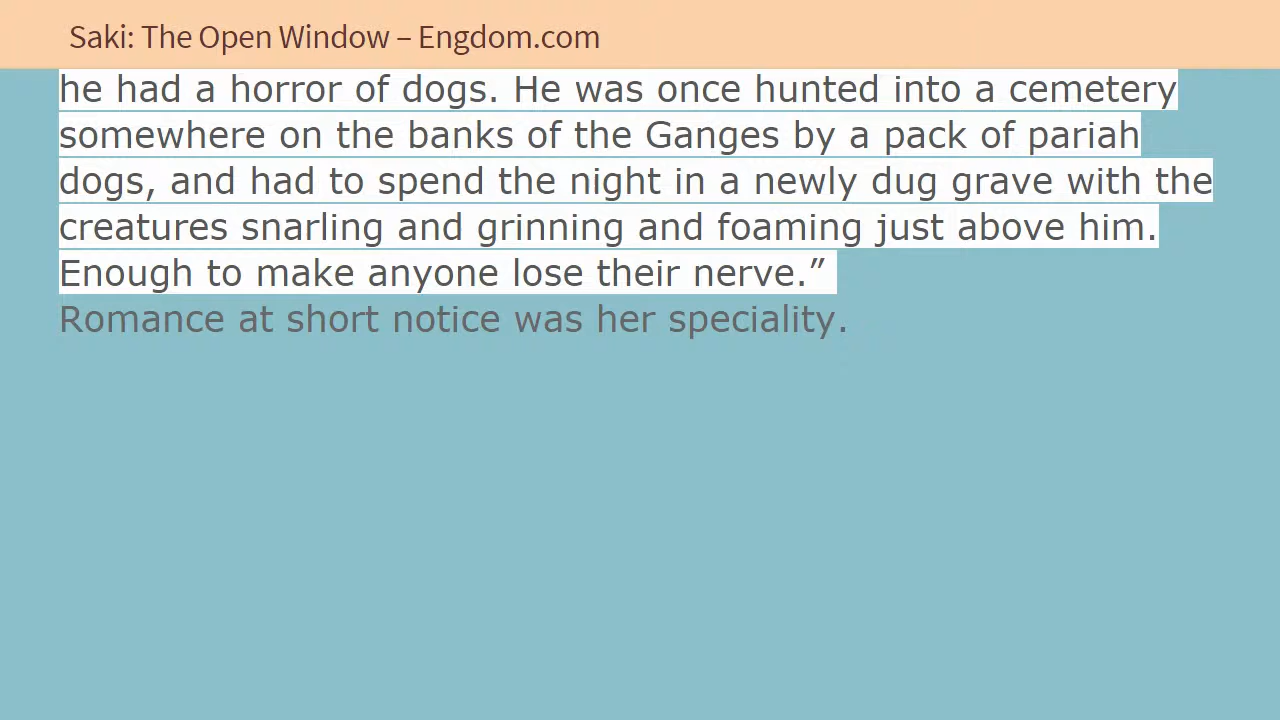 Saki: The Open Window – Engdom.com
he had a horror of dogs. He was once hunted into a cemetery
somewhere on the banks of the Ganges by a pack of pariah
dogs, and had to spend the night in a newly dug grave with the
creatures snarling and grinning and foaming just above him.
Enough to make anyone lose their nerve.”
Romance at short notice was her speciality.